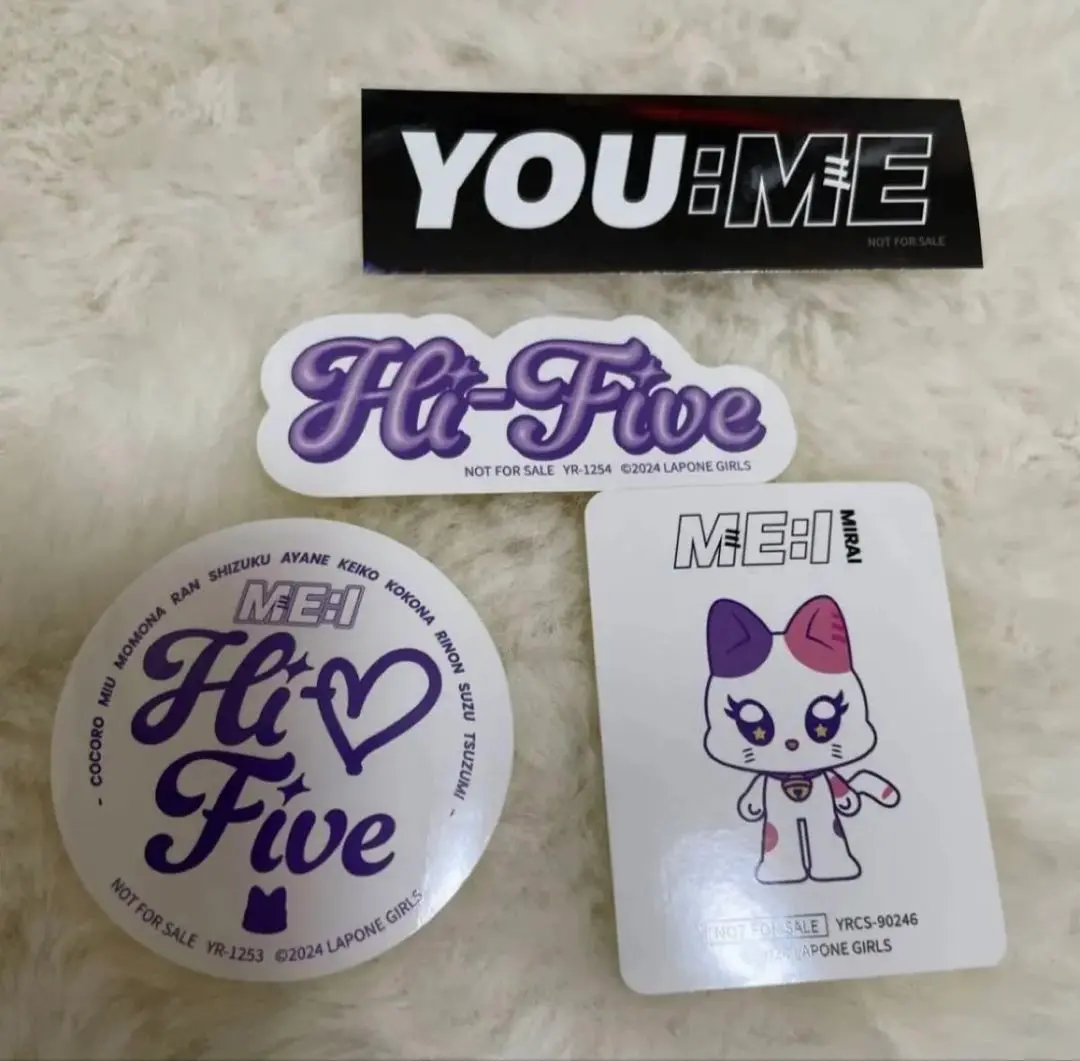 YOU:ME
NOT FOR SALE
Hi-Five
NOT FOR SALE YR-1254 ©2024 LAPONE GIRLS
- COCORO MIU MOMONA RAN SHIZUKU AYANE KEIKO KOKONA RINON SUZU TSUZUMI -
ME:I
Hi-
Five
NOT FOR SALE YR-1253 ©2024 LAPONE GIRLS
ME:I MIRAI
NOT FOR SALE YRCS-90246
©2024 LAPONE GIRLS